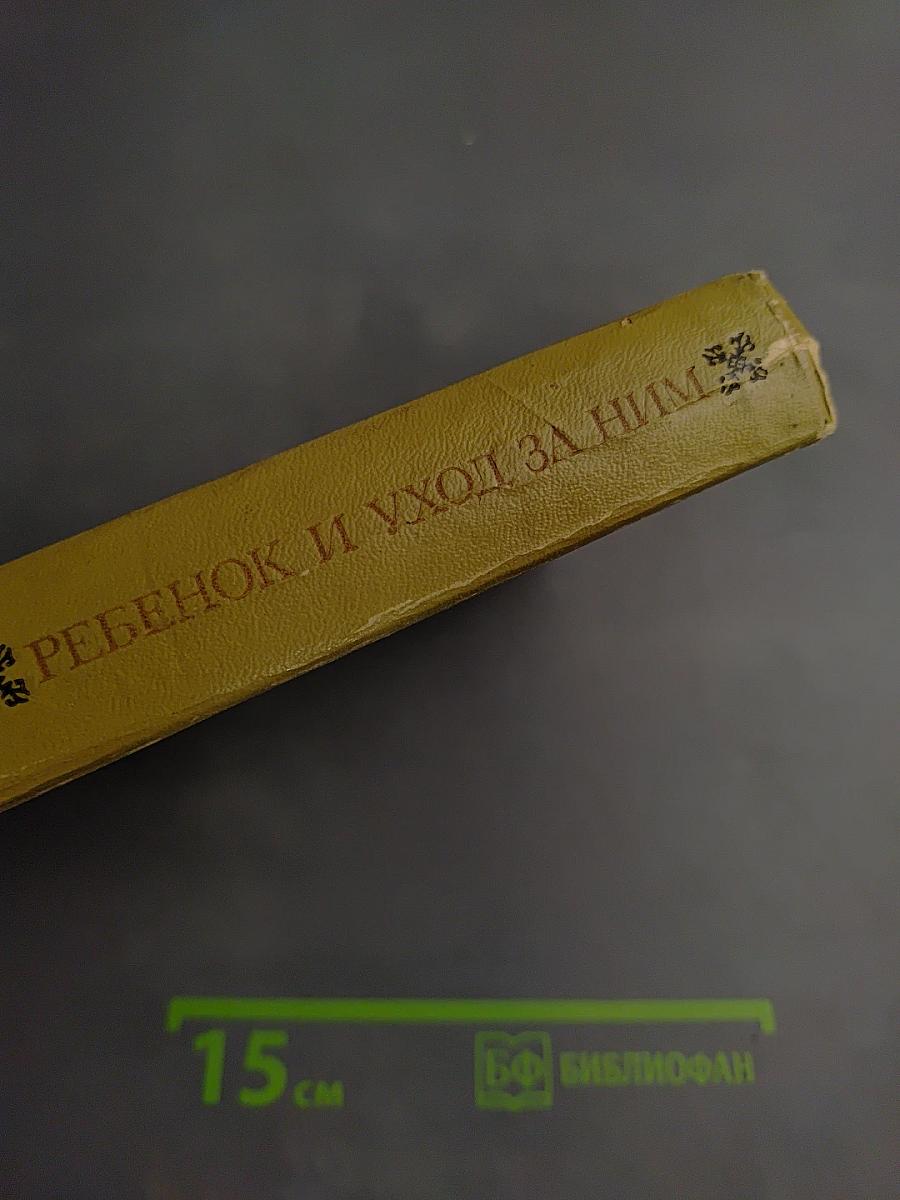 РЕБЕНОК И УХОД ЗА НИМ
15 см
БФ БИБЛИОФАН